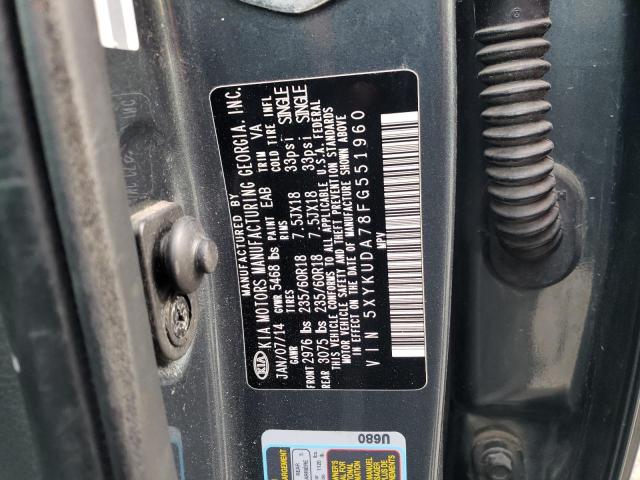 MANUFACTURED BY
KIA KIA MOTORS MANUFACTURING GEORGIA, INC.
JAN/07/14 GVWR 5468 lbs PAINT EAB TRIM VA
GAWR TIRES RIMS COLD TIRE INFL
FRONT 2976 lbs 235/60R18 7.5JX18 33psi SINGLE
REAR 3075 lbs 235/60R18 7.5JX18 33psi SINGLE
THIS VEHICLE CONFORMS TO ALL APPLICABLE U.S.A. FEDERAL
MOTOR VEHICLE SAFETY AND THEFT PREVENTION STANDARDS
IN EFFECT ON THE DATE OF MANUFACTURE SHOWN ABOVE
VIN 5XYKUDA78FG551960
MPV
U680
REAR